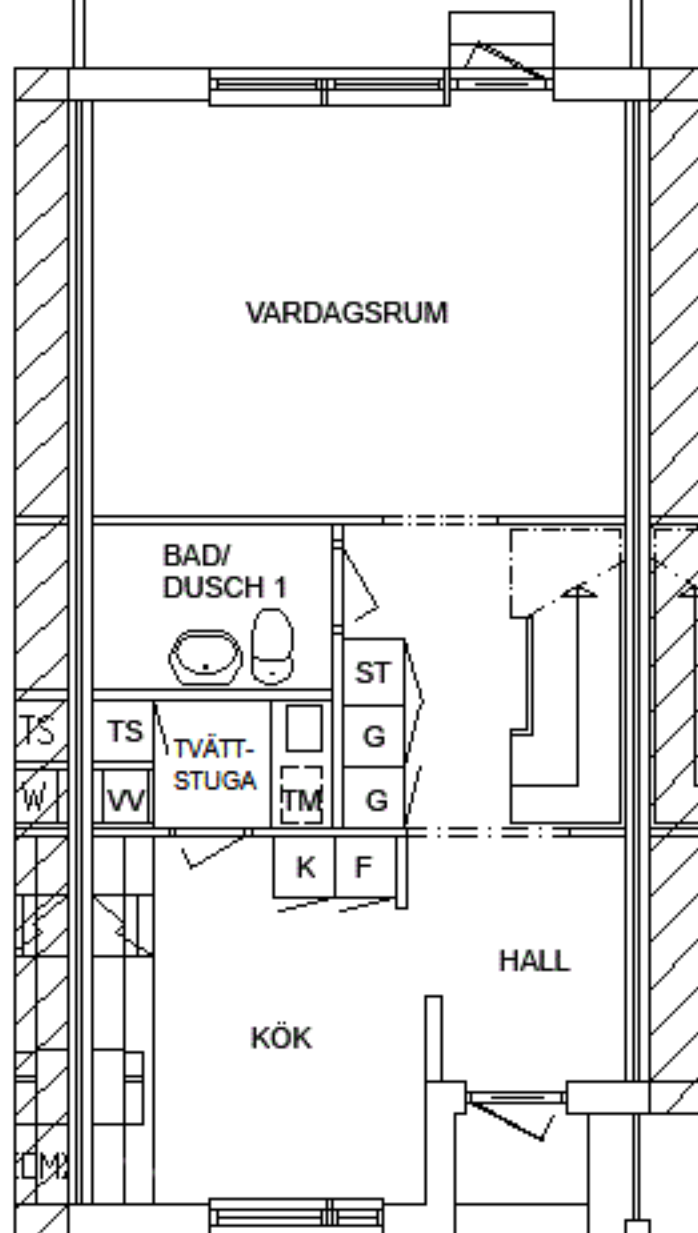 VARDAGSRUM
BAD/
DUSCH 1
ST
TS
TS
TVÄTT-
STUGA
G
W
VV
TM
G
K
F
HALL
KÖK